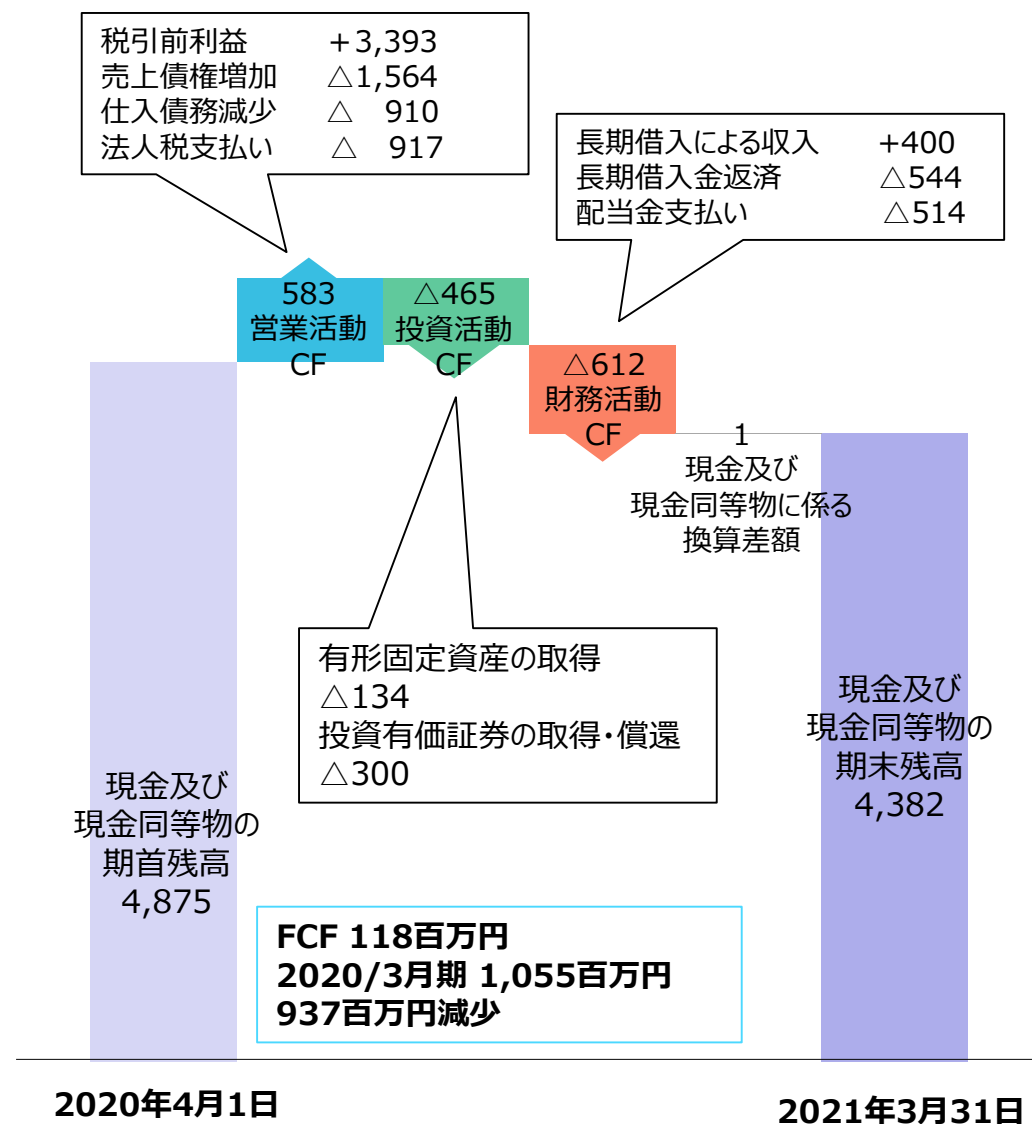 税引前利益 +3,393
売上債権増加 △1,564
仕入債務減少 △ 910
法人税支払い △ 917
長期借入による収入 +400
長期借入金返済 △544
配当金支払い △514
583
営業活動
CF
△465
投資活動
CF
△612
財務活動
CF
1
現金及び
現金同等物に係る
換算差額
有形固定資産の取得
△134
投資有価証券の取得・償還
△300
現金及び
現金同等物の
期首残高
4,875
現金及び
現金同等物の
期末残高
4,382
FCF 118百万円
2020/3月期 1,055百万円
937百万円減少
2020年4月1日
2021年3月31日